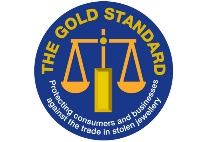 THE GOLD STANDARD
Protecting consumers and businesses
against the trade in stolen jewellery